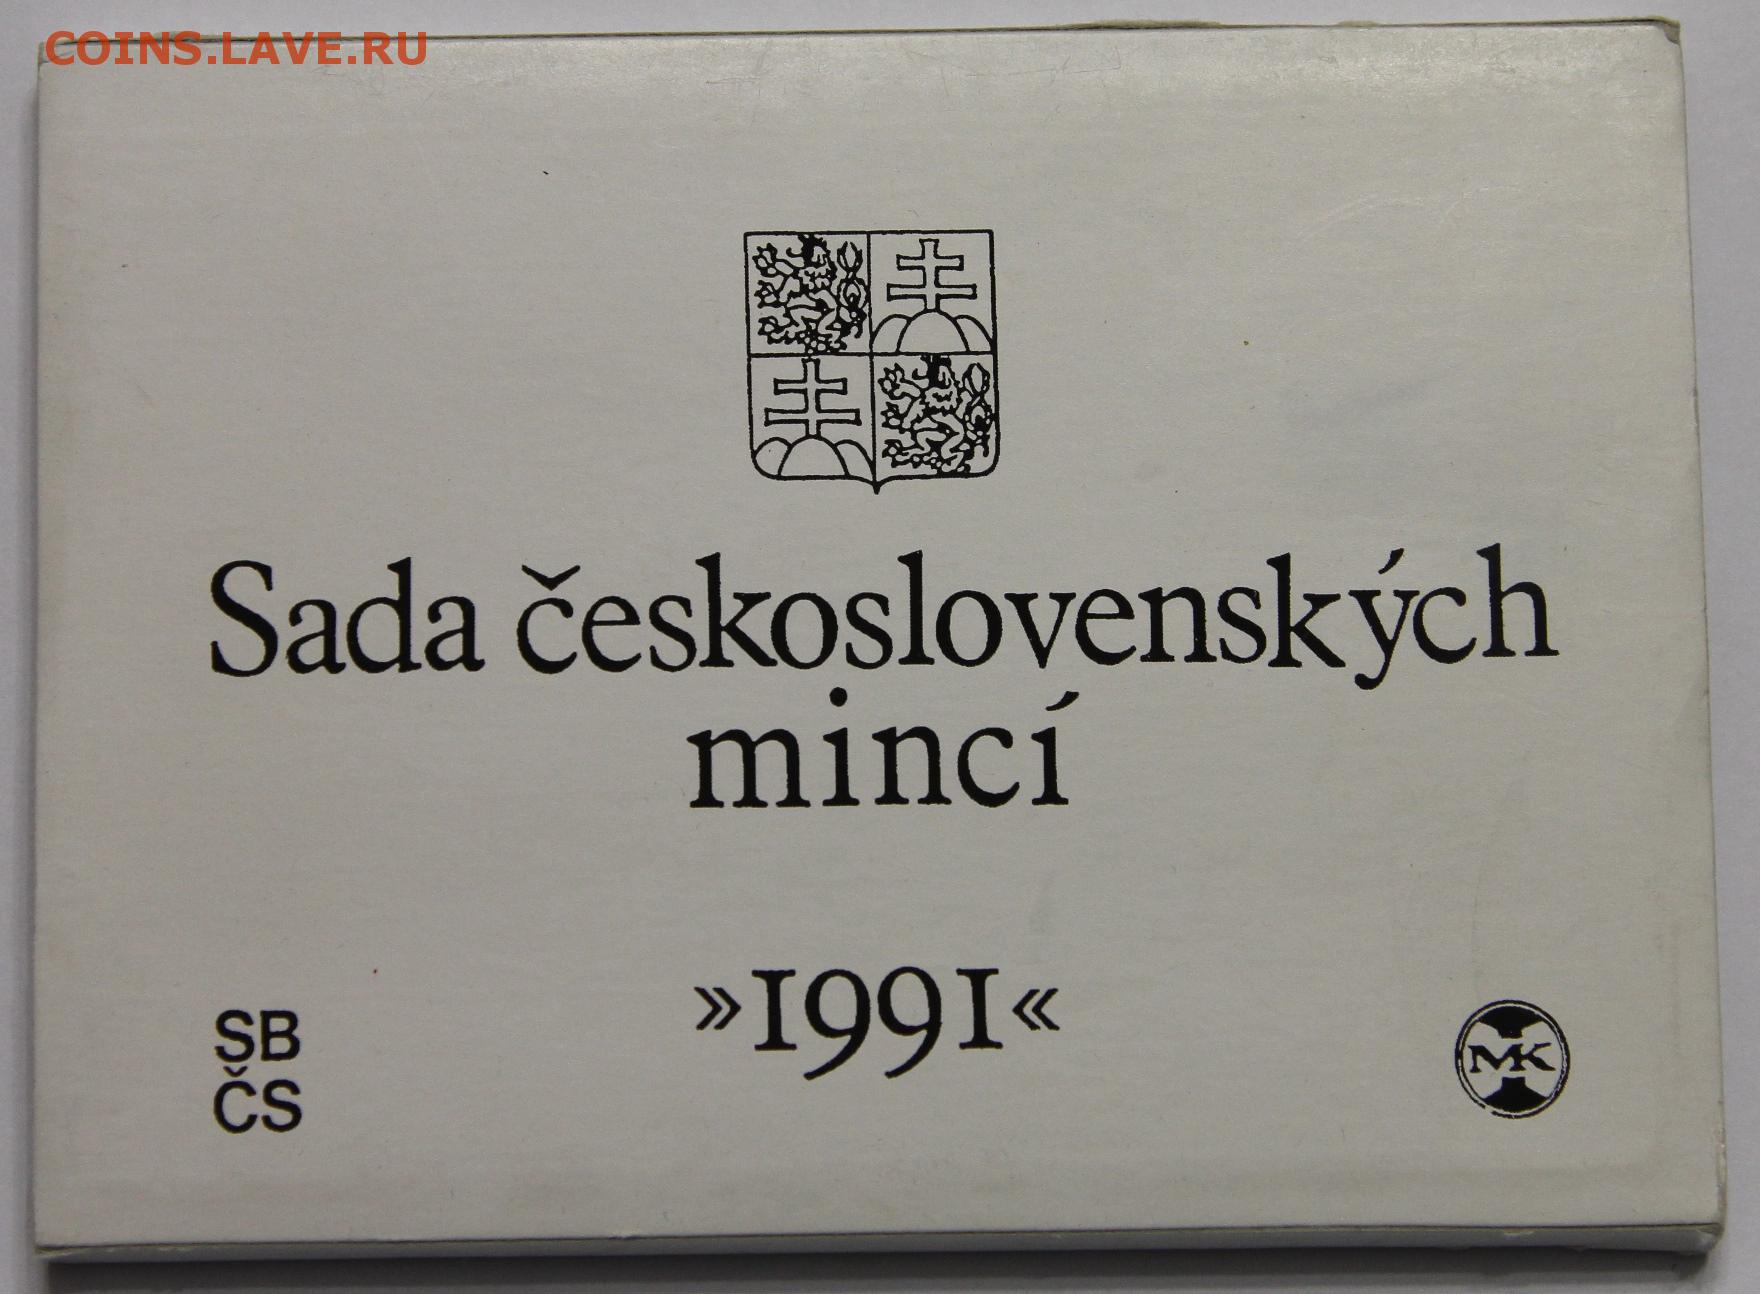 COINS.LAVE.RU
Sada československých
mincí
»1991«
SB
ČS
MK